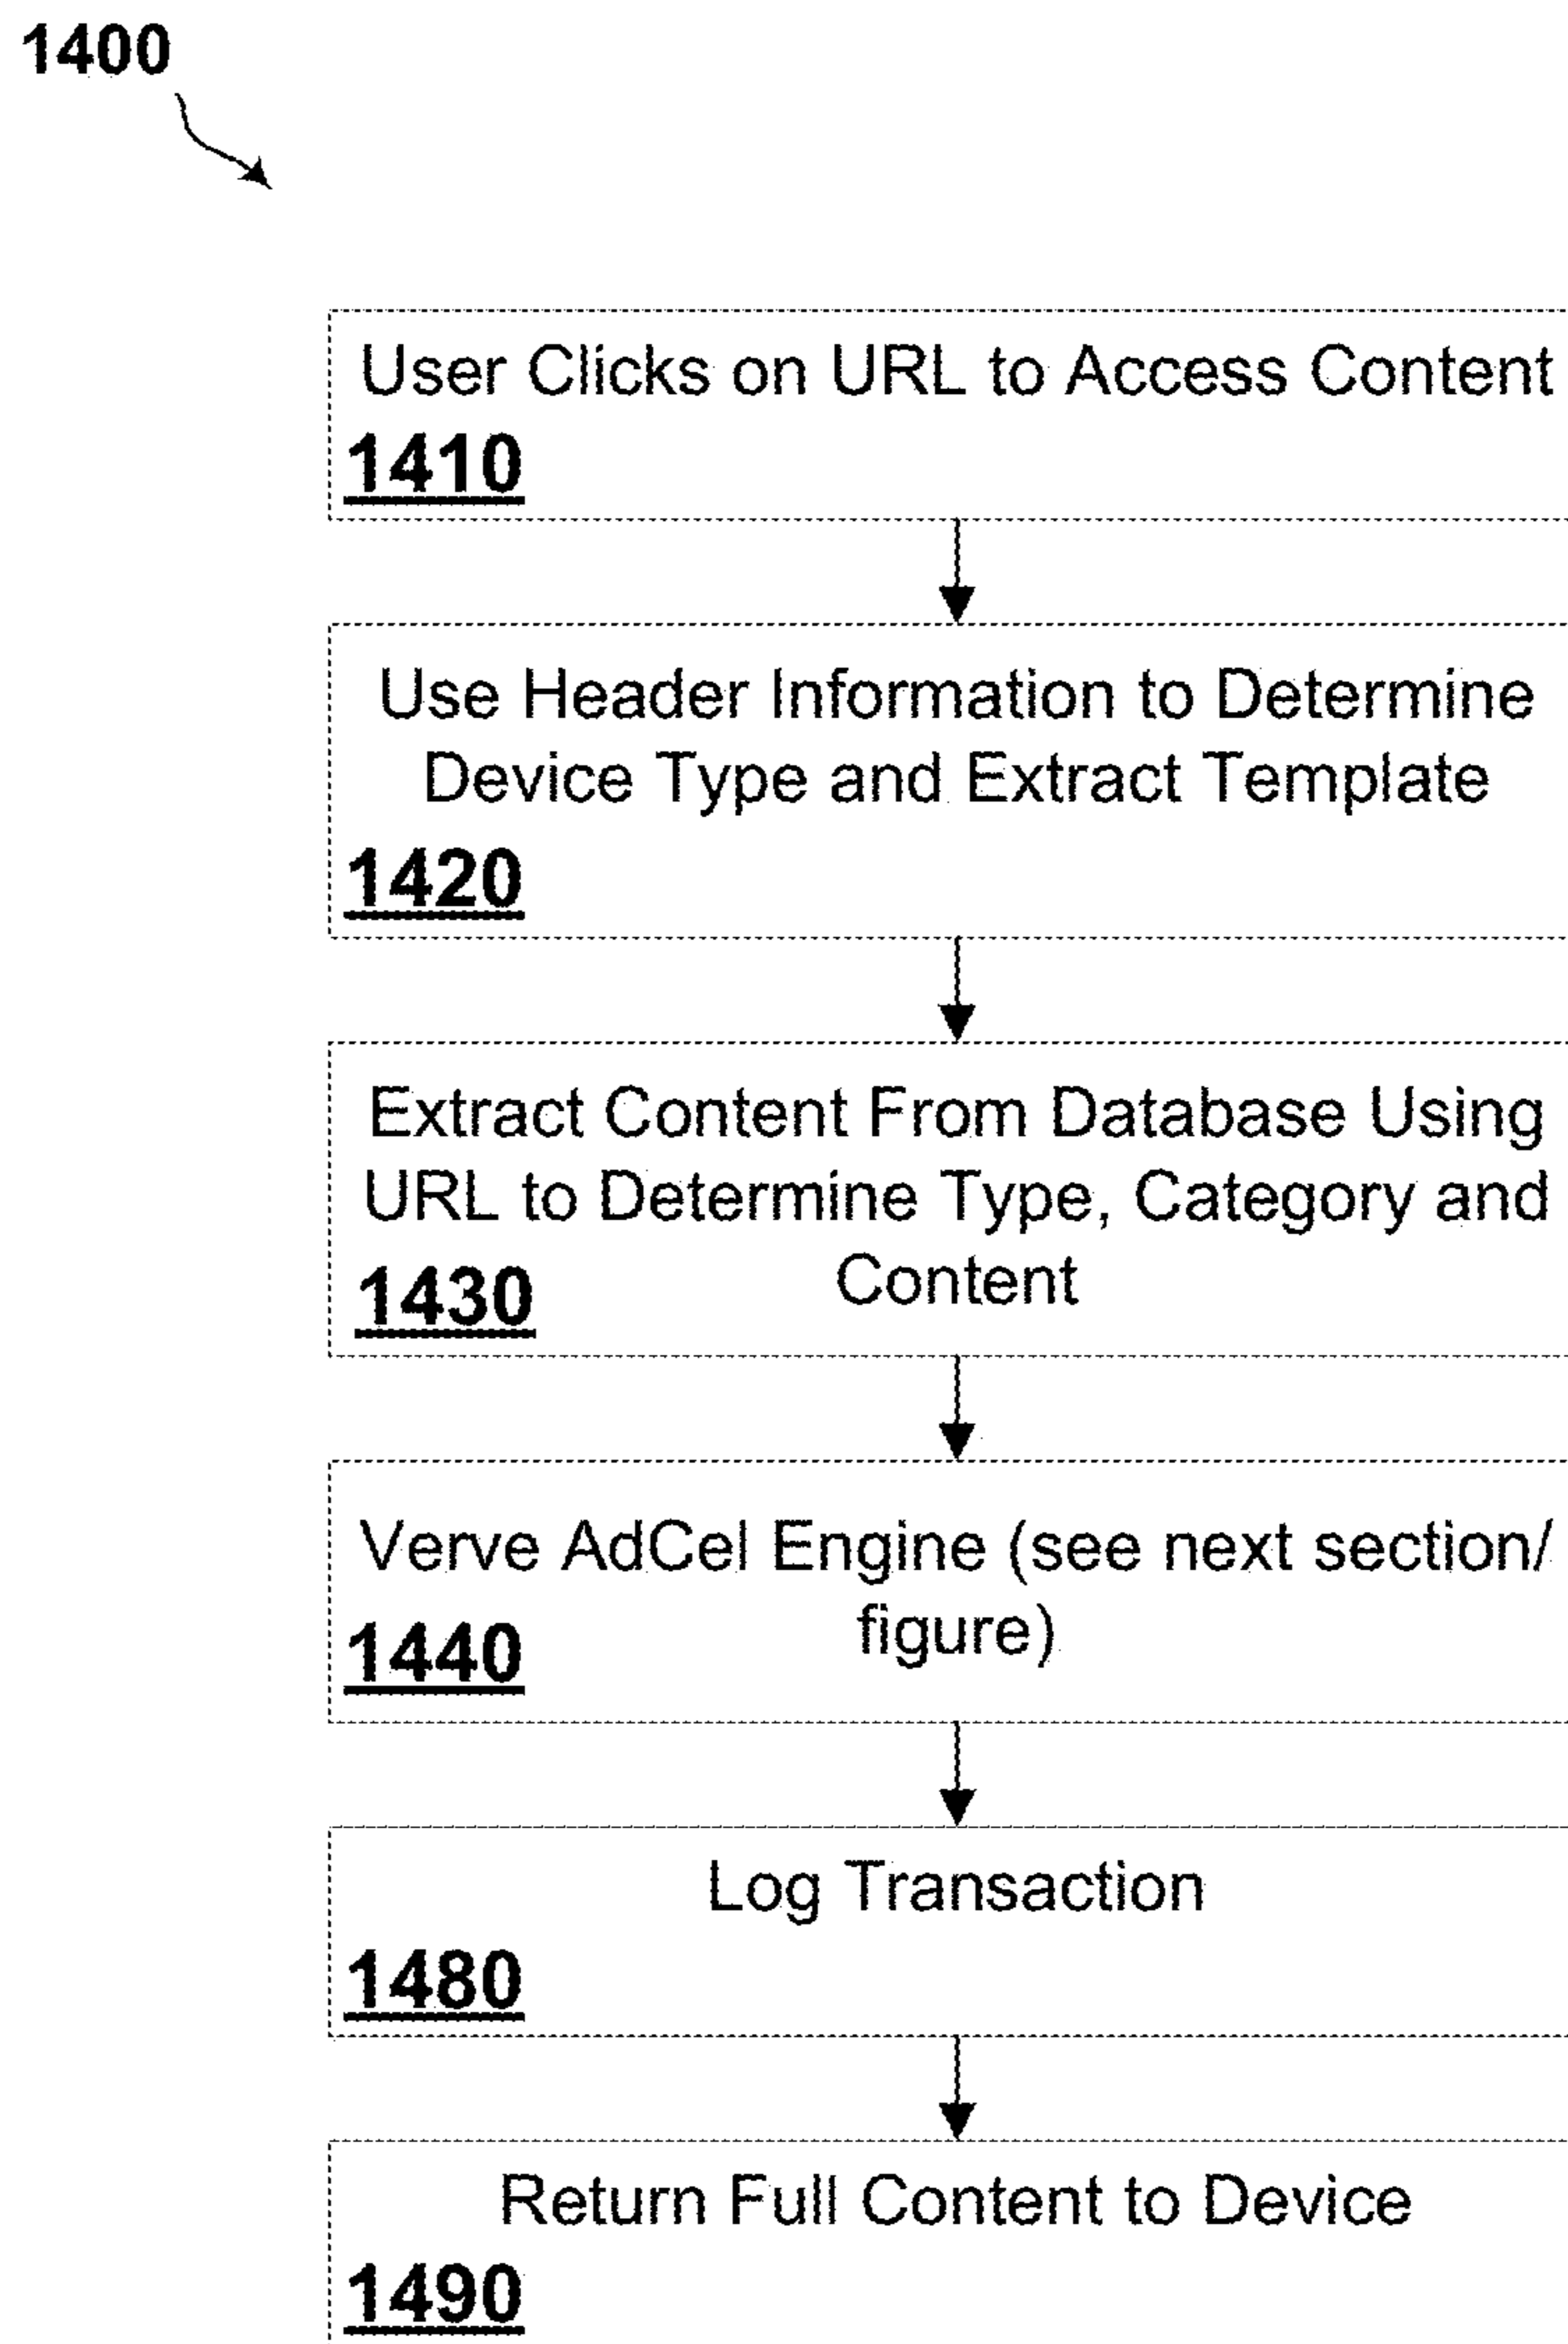 1400
User Clicks on URL to Access Content
1410
Use Header Information to Determine
Device Type and Extract Template
1420
Extract Content From Database Using
URL to Determine Type, Category and
Content
1430
Verve AdCel Engine (see next section/
figure)
1440
Log Transaction
1480
Return Full Content to Device
1490